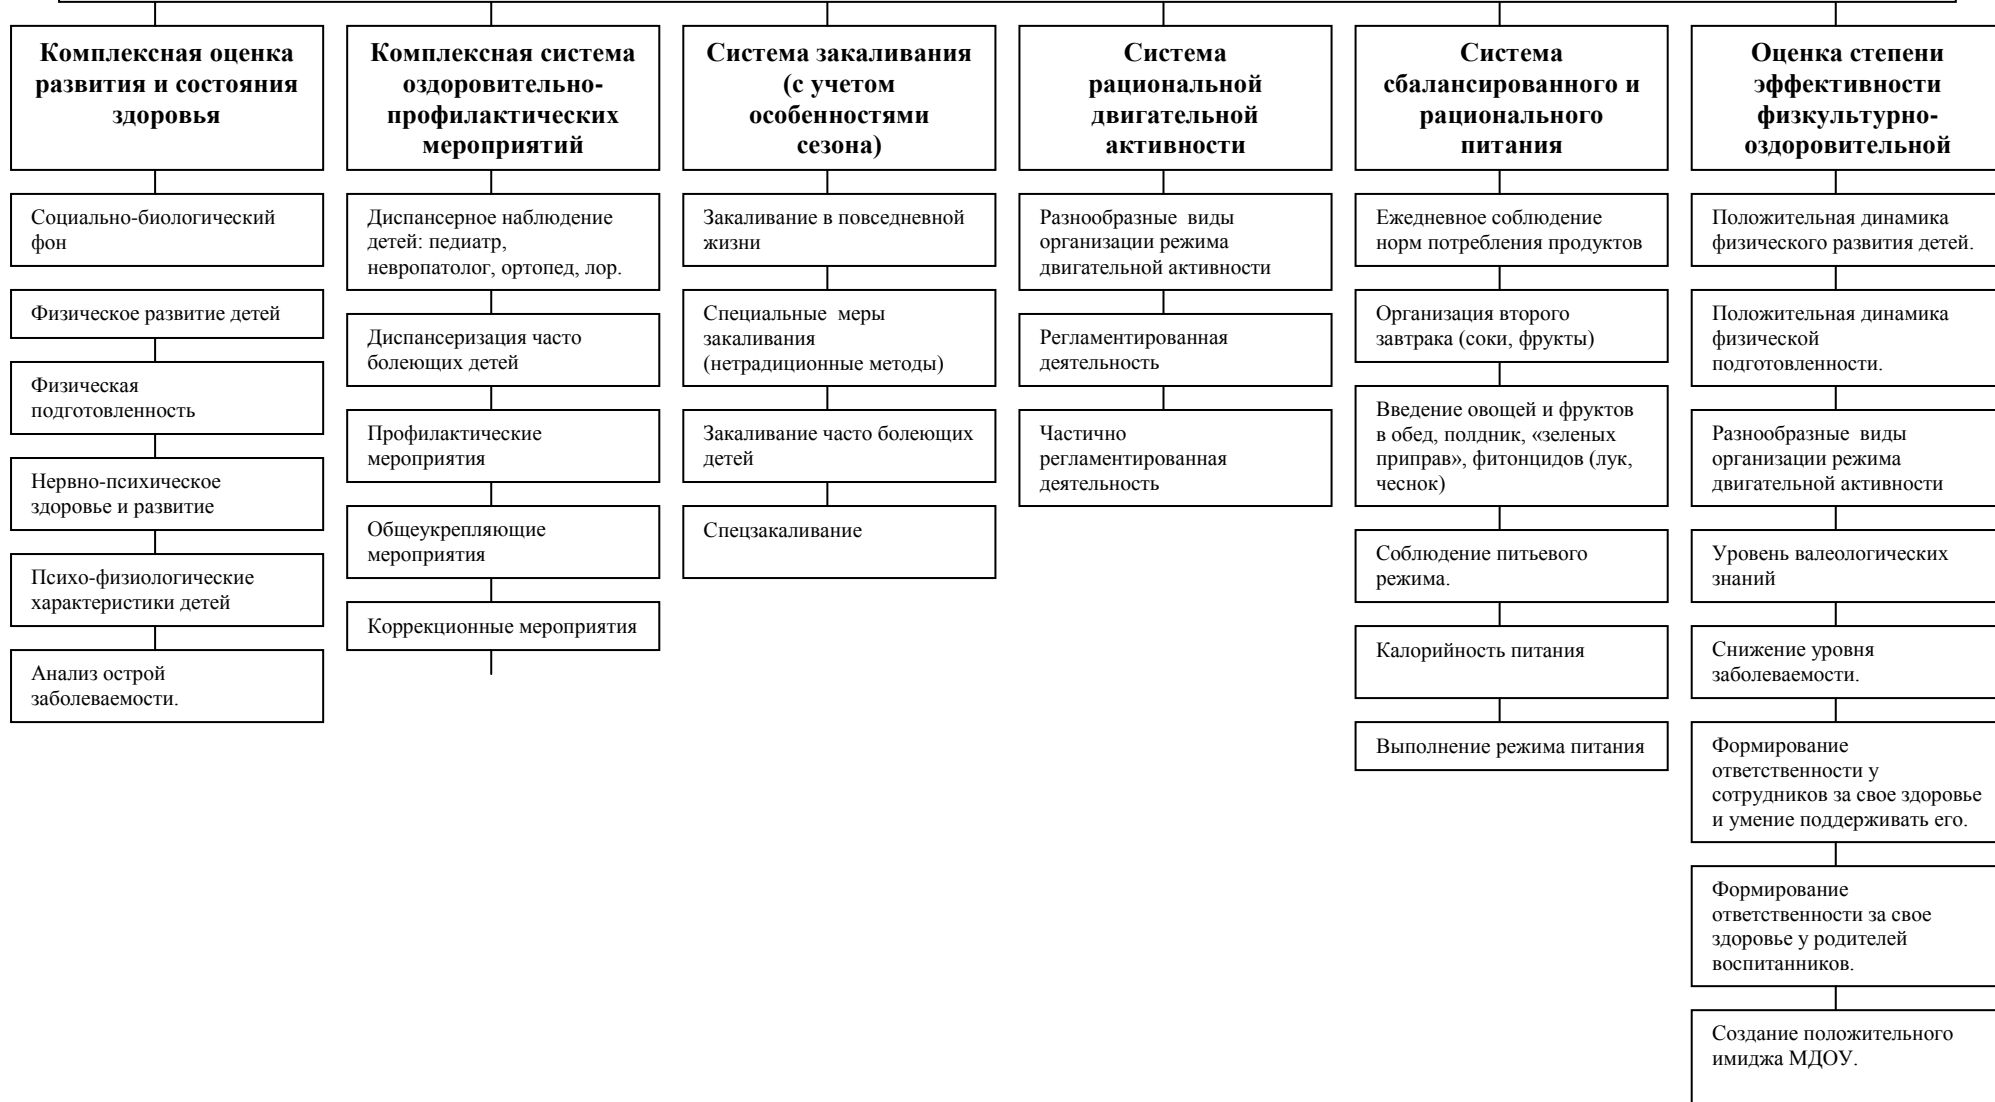 Комплексная оценка
развития и состояния
здоровья
Социально-биологический
фон
Физическое развитие детей
Физическая
подготовленность
Нервно-психическое
здоровье и развитие
Психо-физиологические
характеристики детей
Анализ острой
заболеваемости.
Комплексная система
оздоровительно-
профилактических
мероприятий
Диспансерное наблюдение
детей: педиатр,
невропатолог, ортопед, лор.
Диспансеризация часто
болеющих детей
Профилактические
мероприятия
Общеукрепляющие
мероприятия
Коррекционные мероприятия
Система закаливания
(с учетом
особенностями
сезона)
Закаливание в повседневной
жизни
Специальные  меры
закаливания
(нетрадиционные методы)
Закаливание часто болеющих
детей
Спецзакаливание
Система
рациональной
двигательной
активности
Разнообразные  виды
организации режима
двигательной активности
Регламентированная
деятельность
Частично
регламентированная
деятельность
Система
сбалансированного и
рационального
питания
Ежедневное соблюдение
норм потребления продуктов
Организация второго
завтрака (соки, фрукты)
Введение овощей и фруктов
в обед, полдник, «зеленых
приправ», фитонцидов (лук,
чеснок)
Соблюдение питьевого
режима.
Калорийность питания
Выполнение режима питания
Оценка степени
эффективности
физкультурно-
оздоровительной
Положительная динамика
физического развития детей.
Положительная динамика
физической
подготовленности.
Разнообразные  виды
организации режима
двигательной активности
Уровень валеологических
знаний
Снижение уровня
заболеваемости.
Формирование
ответственности у
сотрудников за свое здоровье
и умение поддерживать его.
Формирование
ответственности за свое
здоровье у родителей
воспитанников.
Создание положительного
имиджа МДОУ.